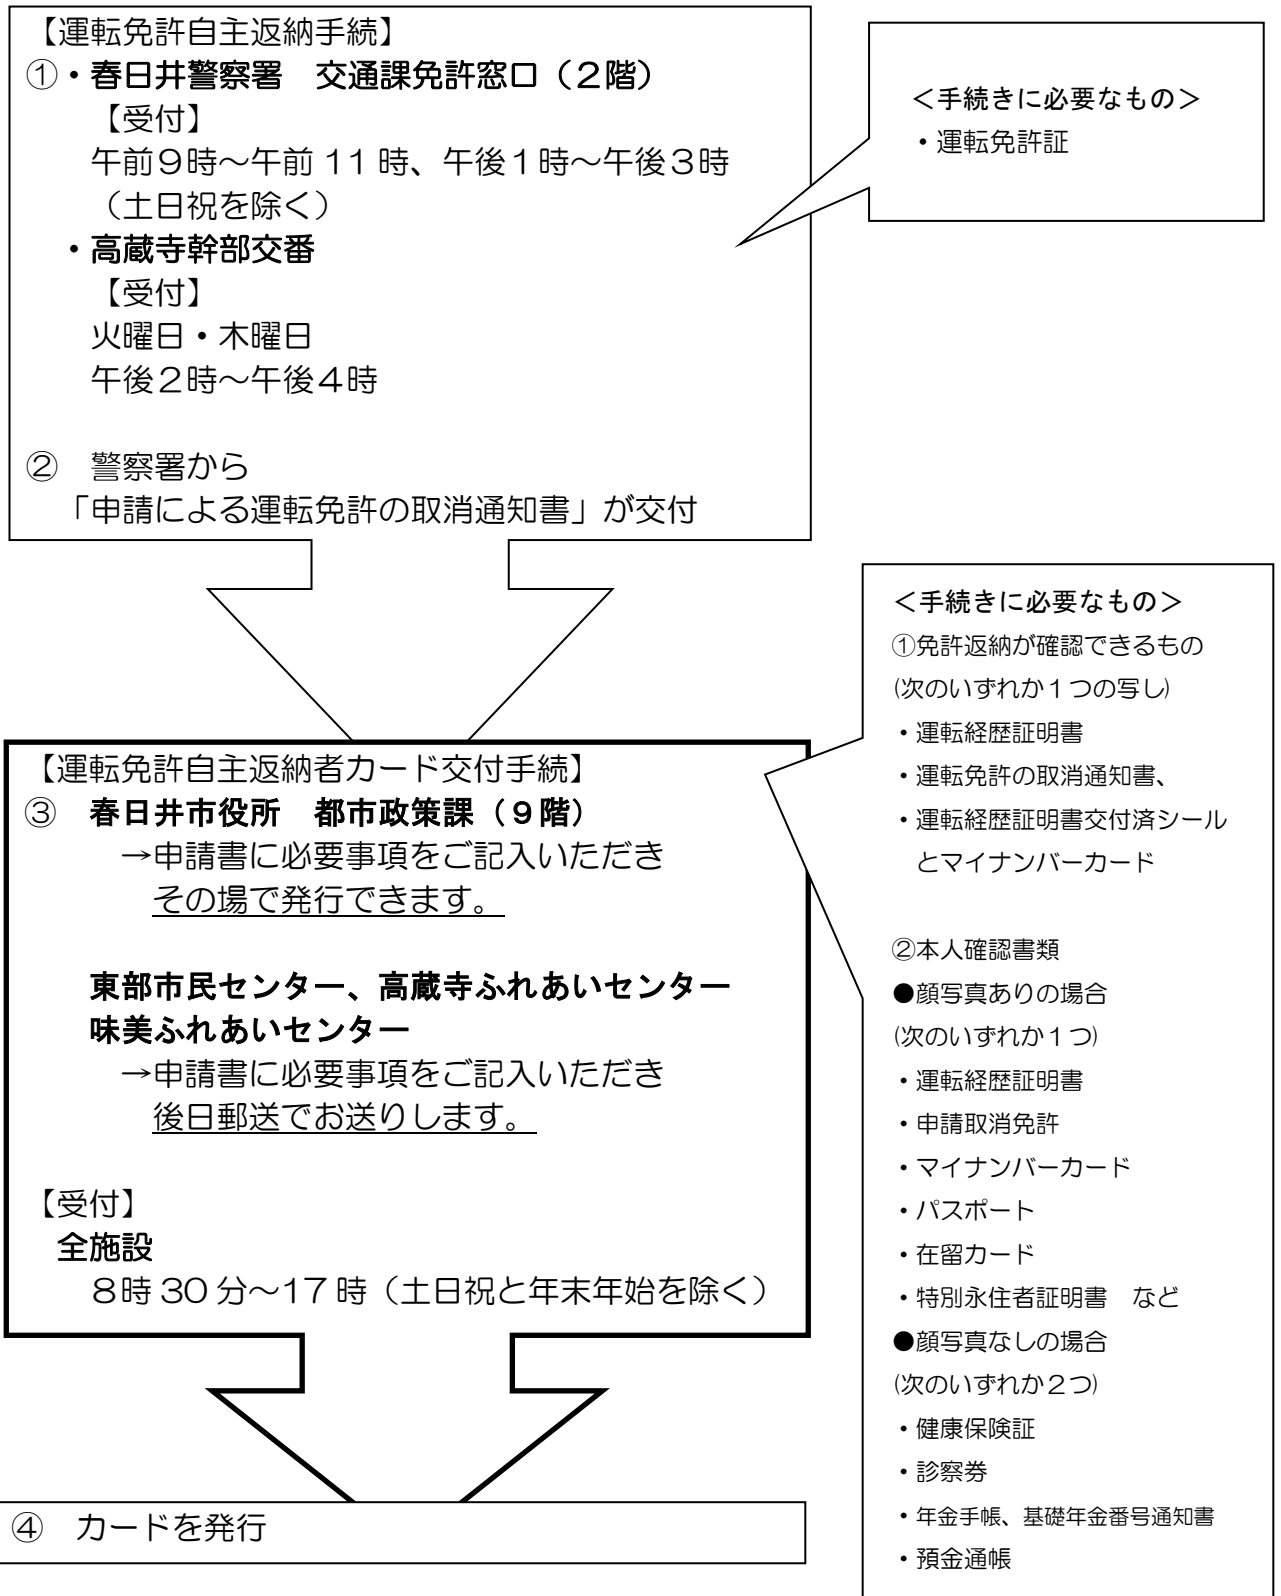 【運転免許自主返納手続】
①・春日井警察署　交通課免許窓口（２階）
【受付】
午前９時～午前 11 時、午後１時～午後３時
（土日祝を除く）
・高蔵寺幹部交番
【受付】
火曜日・木曜日
午後２時～午後４時
②　警察署から
「申請による運転免許の取消通知書」が交付
＜手続きに必要なもの＞
・運転免許証
【運転免許自主返納者カード交付手続】
③　春日井市役所　都市政策課（９階）
→申請書に必要事項をご記入いただき
その場で発行できます。
東部市民センター、高蔵寺ふれあいセンター
味美ふれあいセンター
→申請書に必要事項をご記入いただき
後日郵送でお送りします。
【受付】
全施設
８時 30 分～17 時（土日祝と年末年始を除く）
＜手続きに必要なもの＞
①免許返納が確認できるもの
(次のいずれか１つの写し)
・運転経歴証明書
・運転免許の取消通知書、
・運転経歴証明書交付済シール
とマイナンバーカード
②本人確認書類
●顔写真ありの場合
(次のいずれか１つ)
・運転経歴証明書
・申請取消免許
・マイナンバーカード
・パスポート
・在留カード
・特別永住者証明書　など
●顔写真なしの場合
(次のいずれか２つ)
・健康保険証
・診察券
・年金手帳、基礎年金番号通知書
・預金通帳
④　カードを発行